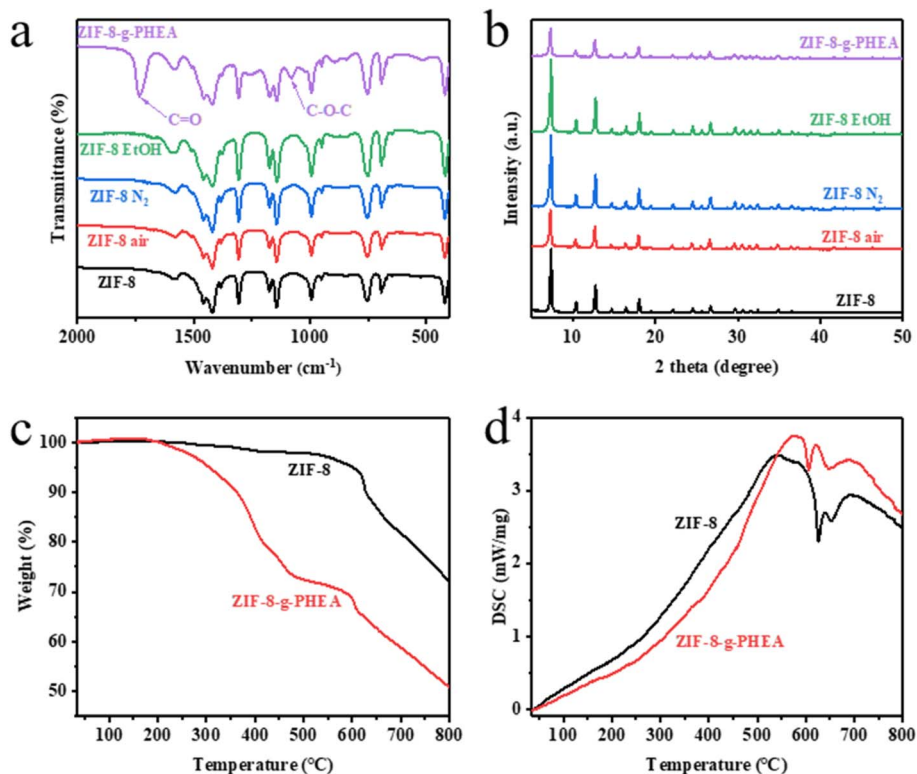 a
ZIF-8-g-PHEA
C=O
C-O-C
ZIF-8 EtOH
ZIF-8 N₂
ZIF-8 air
ZIF-8
Transmittance (%)
2000 1500 1000 500
Wavenumber (cm⁻¹)
b
ZIF-8-g-PHEA
ZIF-8 EtOH
ZIF-8 N₂
ZIF-8 air
ZIF-8
Intensity (a.u.)
10 20 30 40 50
2 theta (degree)
c
100
90
80
70
60
50
Weight (%)
ZIF-8
ZIF-8-g-PHEA
100 200 300 400 500 600 700 800
Temperature (°C)
d
4
3
2
1
0
DSC (mW/mg)
ZIF-8
ZIF-8-g-PHEA
100 200 300 400 500 600 700 800
Temperature (°C)